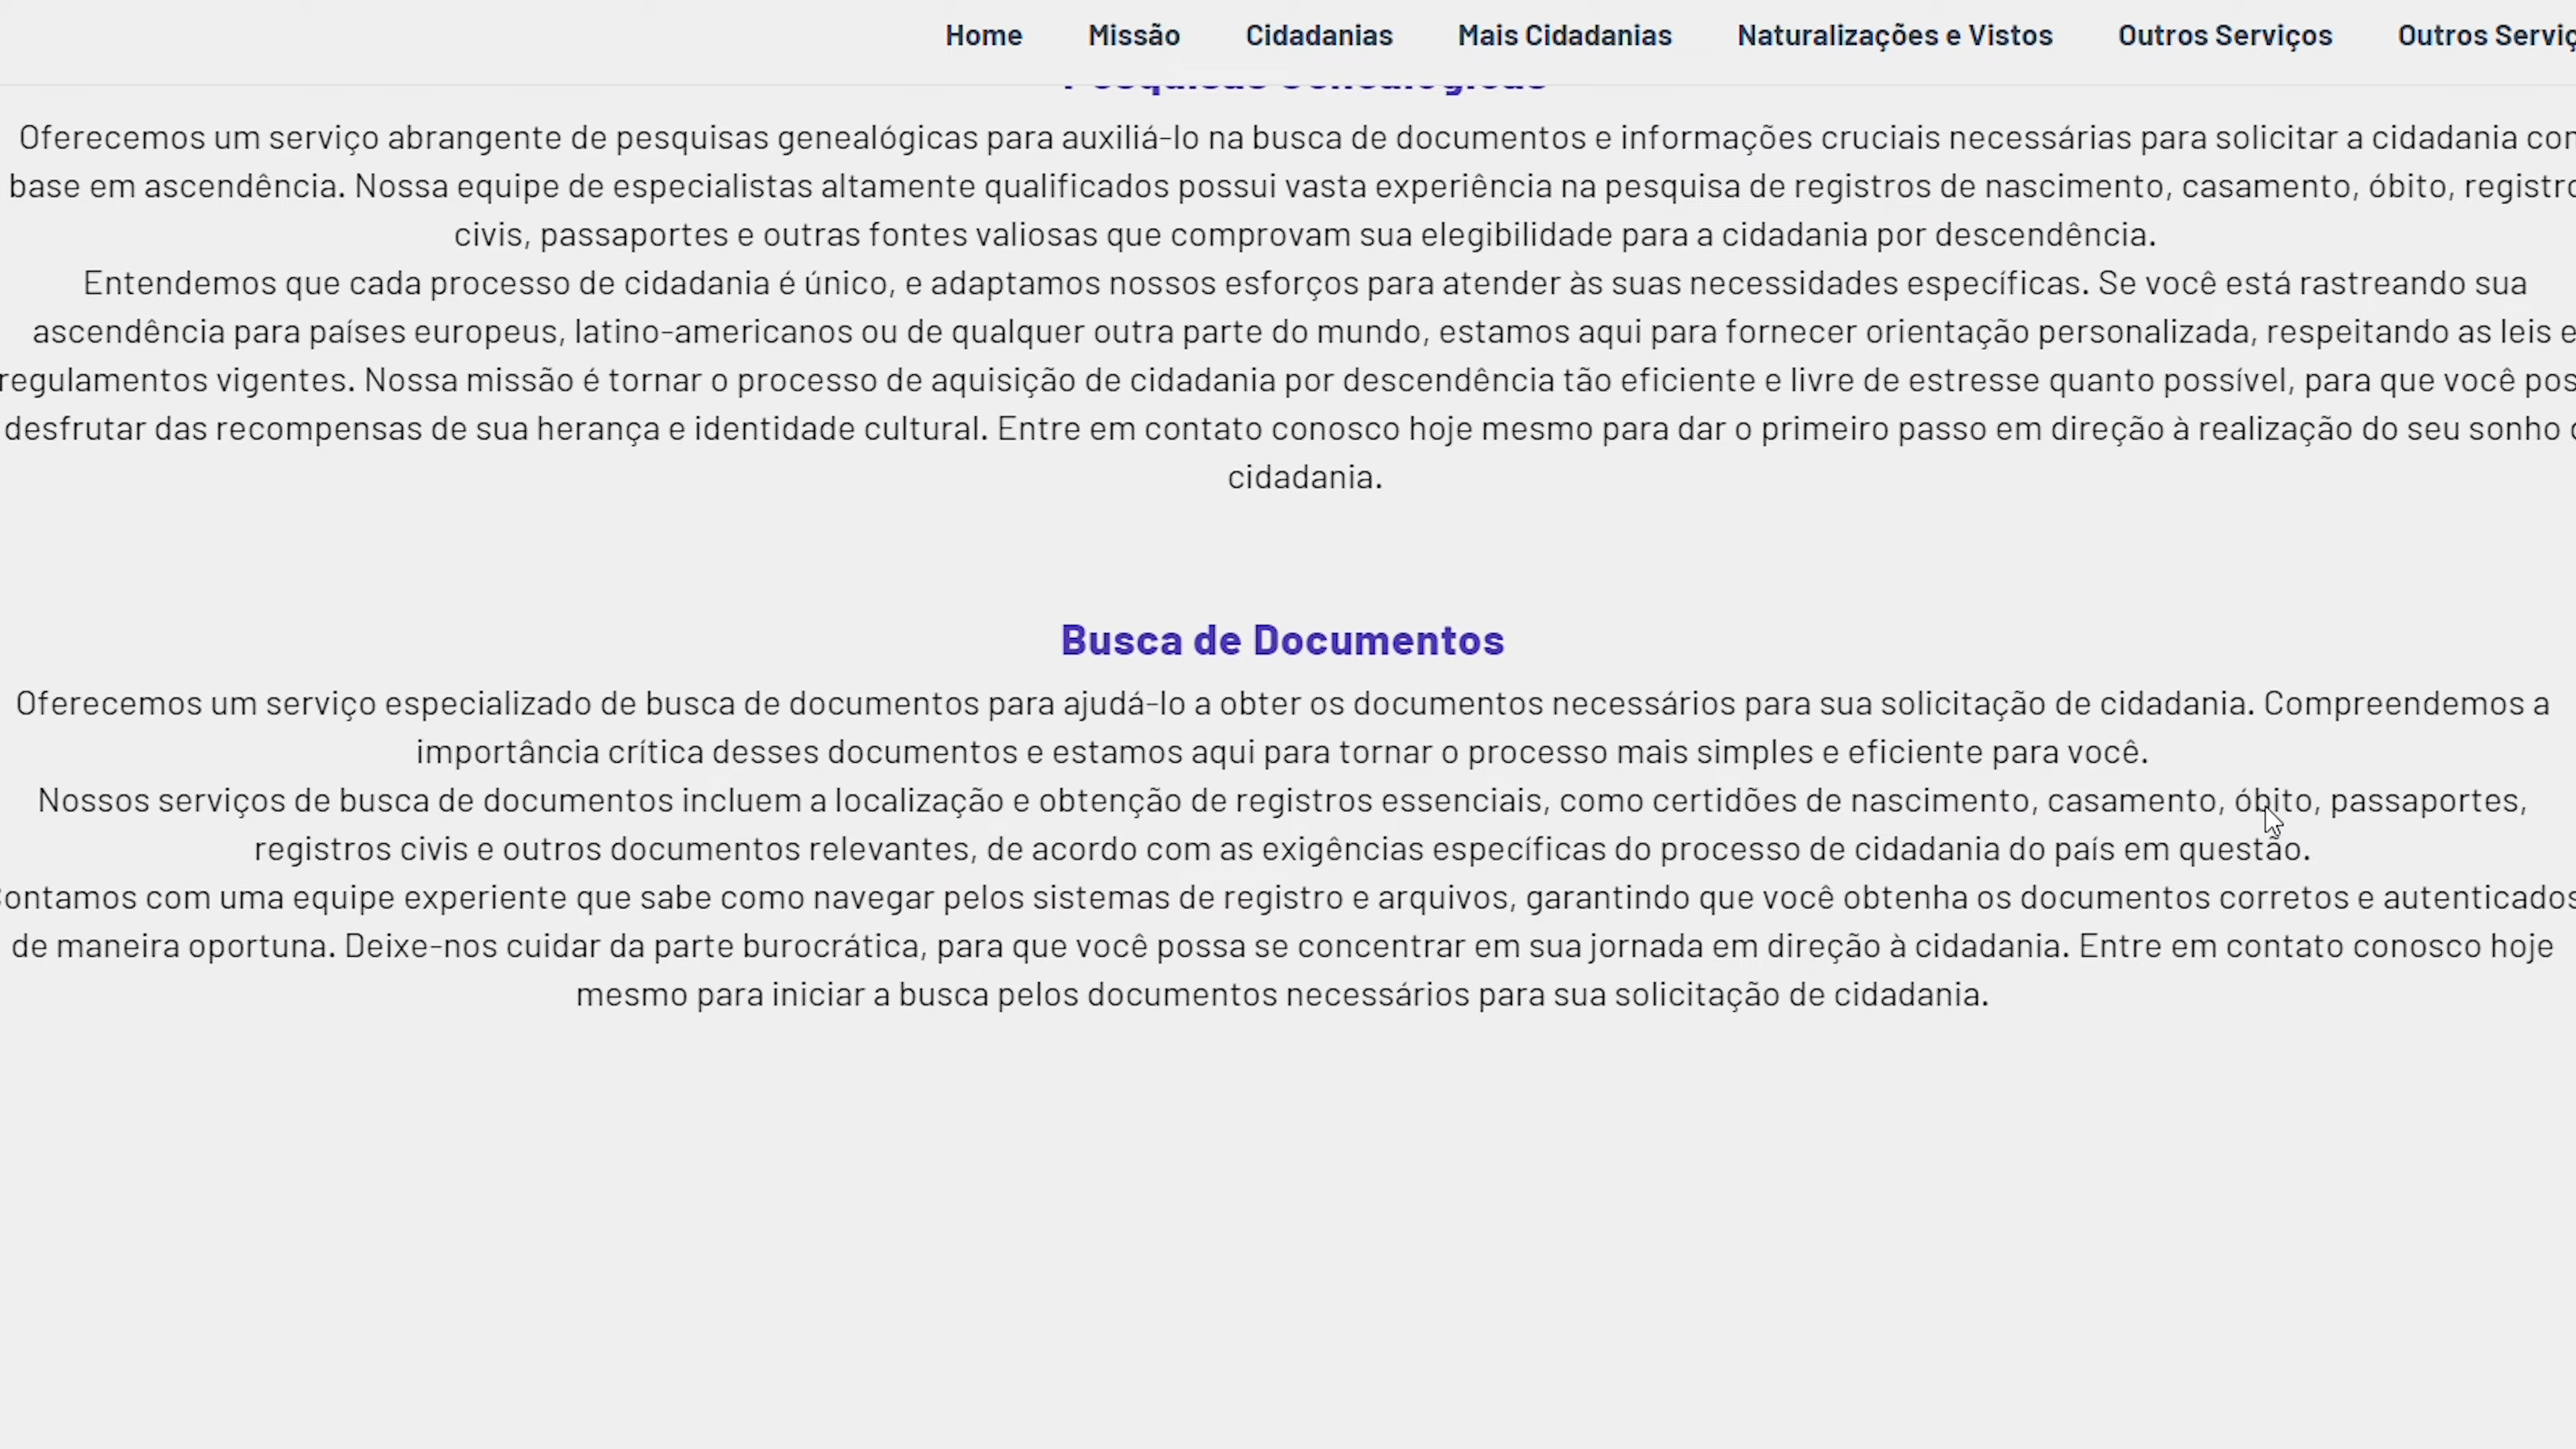 Home Missão Cidadanias Mais Cidadanias Naturalizações e Vistos Outros Serviços Outros
Oferecemos um serviço abrangente de pesquisas genealógicas para auxiliá-lo na busca de documentos e informações cruciais necessárias para solicitar a cidadania
base em ascendência. Nossa equipe de especialistas altamente qualificados possui vasta experiência na pesquisa de registros de nascimento, casamento, óbito,
civis, passaportes e outras fontes valiosas que comprovam sua elegibilidade para a cidadania por descendência.
Entendemos que cada processo de cidadania é único, e adaptamos nossos esforços para atender às suas necessidades específicas. Se você está rastreando sua
ascendência para países europeus, latino-americanos ou de qualquer outra parte do mundo, estamos aqui para fornecer orientação personalizada, respeitando as leis e
regulamentos vigentes. Nossa missão é tornar o processo de aquisição de cidadania por descendência tão eficiente e livre de estresse quanto possível, para que você
desfrutar das recompensas de sua herança e identidade cultural. Entre em contato conosco hoje mesmo para dar o primeiro passo em direção à realização do seu sonho
cidadania.
Busca de Documentos
Oferecemos um serviço especializado de busca de documentos para ajudá-lo a obter os documentos necessários para sua solicitação de cidadania. Compreendemos a
importância crítica desses documentos e estamos aqui para tornar o processo mais simples e eficiente para você.
Nossos serviços de busca de documentos incluem a localização e obtenção de registros essenciais, como certidões de nascimento, casamento, óbito, passaportes,
registros civis e outros documentos relevantes, de acordo com as exigências específicas do processo de cidadania do país em questão.
Contamos com uma equipe experiente que sabe como navegar pelos sistemas de registro e arquivos, garantindo que você obtenha os documentos corretos e autenticados
de maneira oportuna. Deixe-nos cuidar da parte burocrática, para que você possa se concentrar em sua jornada em direção à cidadania. Entre em contato conosco hoje
mesmo para iniciar a busca pelos documentos necessários para sua solicitação de cidadania.